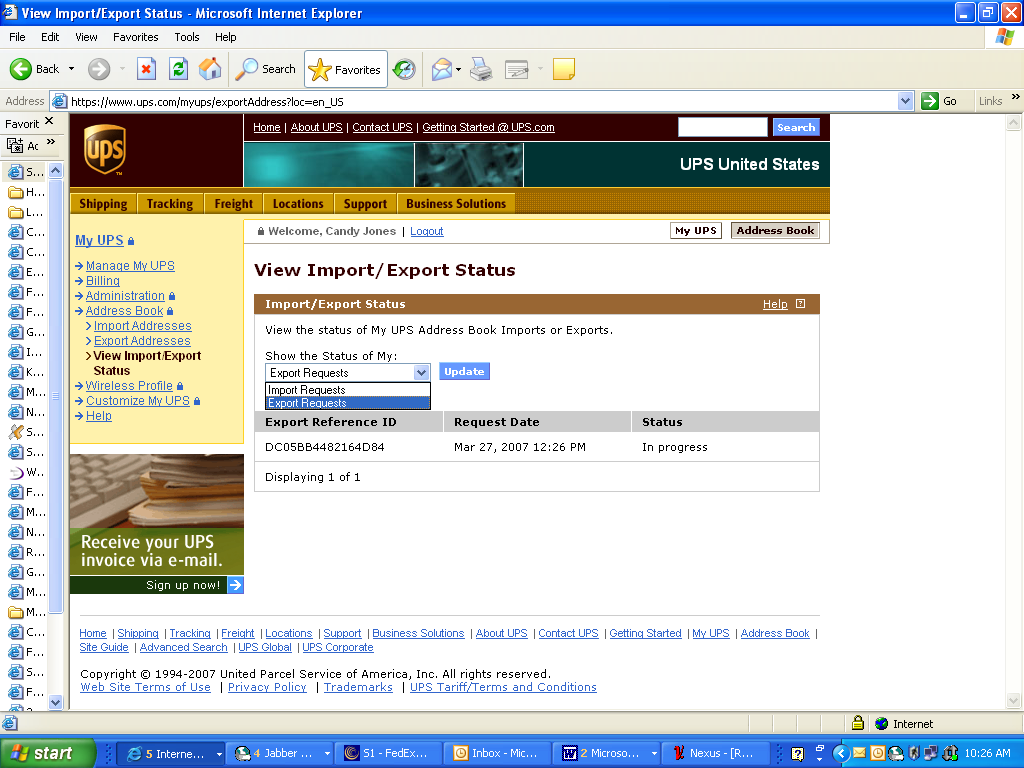 View Import/Export Status - Microsoft Internet Explorer
File Edit View Favorites Tools Help
Back Search Favorites
Address https://www.ups.com/myups/exportAddress?loc=en_US Go Links »
Favorit
Ac »
S...
H...
L...
C...
C...
E...
F...
F...
G...
I...
K...
M...
N...
S...
S...
W..
F...
M...
N...
R...
G...
M...
M...
C...
F...
S...
F...
ups
Home | About UPS | Contact UPS | Getting Started @ UPS.com
Search
UPS United States
Shipping Tracking Freight Locations Support Business Solutions
My UPS
Manage My UPS
Billing
Administration
Address Book
Import Addresses
Export Addresses
View Import/Export
Status
Wireless Profile
Customize My UPS
Help
Receive your UPS
invoice via e-mail.
Sign up now!
Welcome, Candy Jones | Logout
My UPS Address Book
View Import/Export Status
Import/Export Status Help ?
View the status of My UPS Address Book Imports or Exports.
Show the Status of My:
Export Requests Update
Import Requests
Export Requests
Export Reference ID Request Date Status
DC05BB4482164D84 Mar 27, 2007 12:26 PM In progress
Displaying 1 of 1
Home | Shipping | Tracking | Freight | Locations | Support | Business Solutions | About UPS | Contact UPS | Getting Started | My UPS | Address Book |
Site Guide | Advanced Search | UPS Global | UPS Corporate
Copyright © 1994-2007 United Parcel Service of America, Inc. All rights reserved.
Web Site Terms of Use | Privacy Policy | Trademarks | UPS Tariff/Terms and Conditions
Internet
start 5 Interne... 4 Jabber ... S1 - FedEx... Inbox - Mic... 2 Microso... Nexus - [R... 10:26 AM